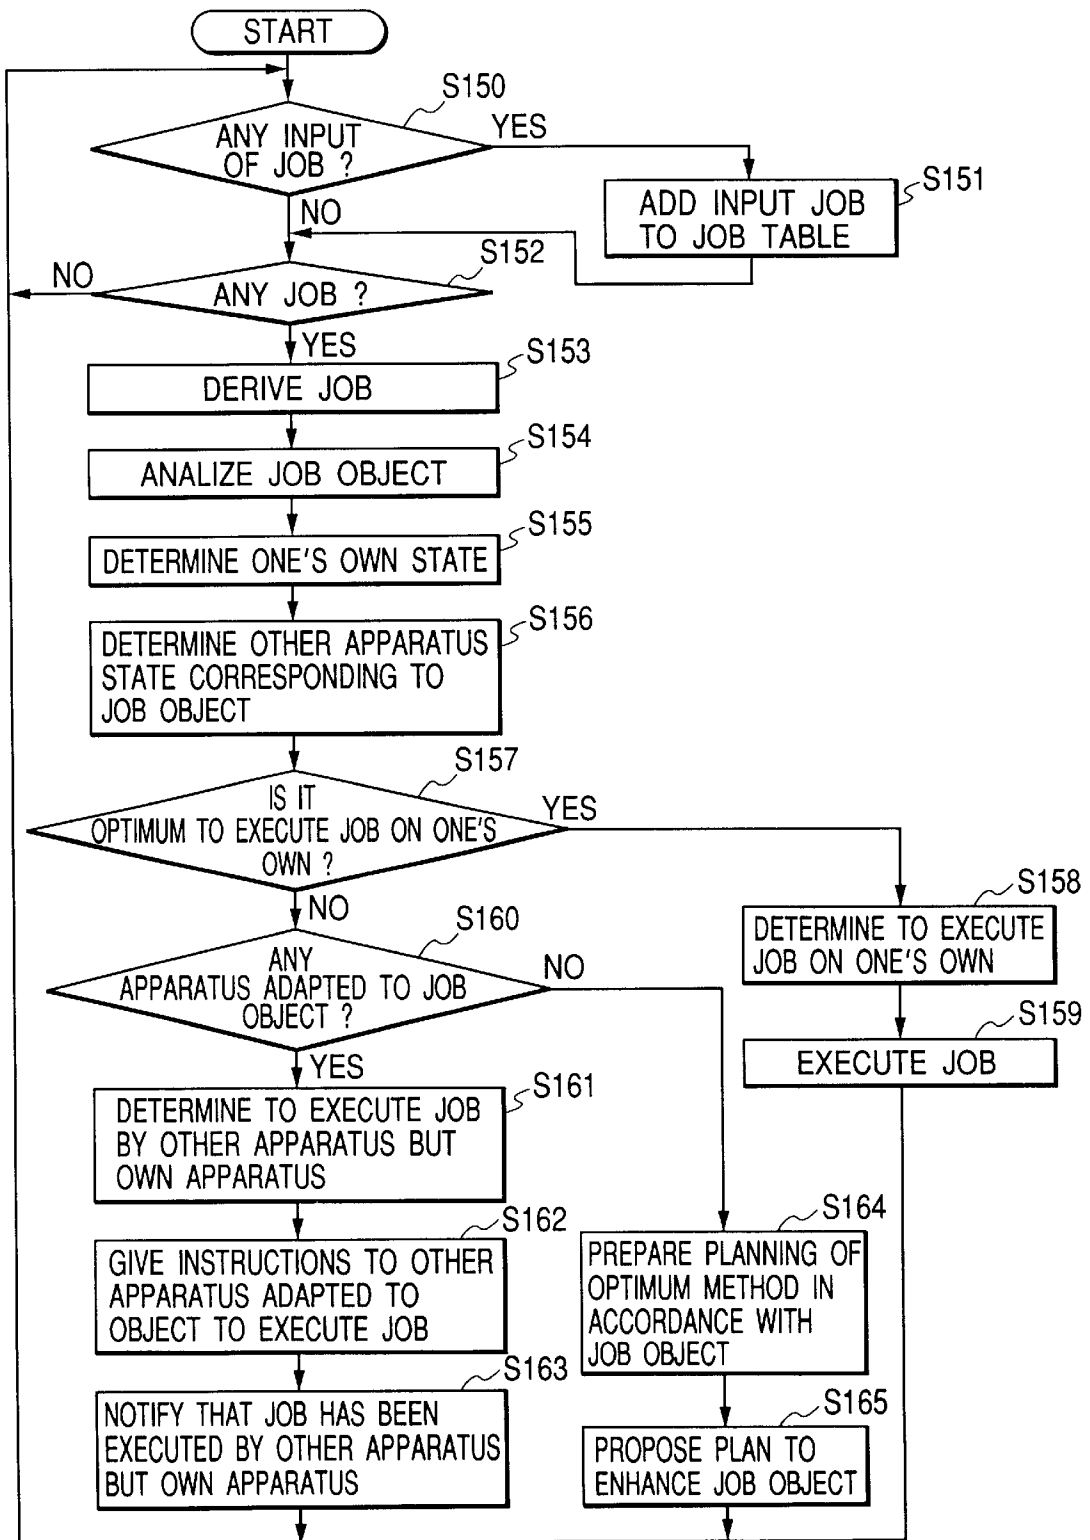 START
S150
ANY INPUT
OF JOB ?
YES
S151
ADD INPUT JOB
TO JOB TABLE
NO
S152
NO
ANY JOB ?
YES
S153
DERIVE JOB
S154
ANALIZE JOB OBJECT
S155
DETERMINE ONE'S OWN STATE
S156
DETERMINE OTHER APPARATUS
STATE CORRESPONDING TO
JOB OBJECT
S157
IS IT
OPTIMUM TO EXECUTE JOB ON ONE'S
OWN ?
YES
NO
S158
DETERMINE TO EXECUTE
JOB ON ONE'S OWN
S159
EXECUTE JOB
S160
ANY
APPARATUS ADAPTED TO JOB
OBJECT ?
NO
YES
S161
DETERMINE TO EXECUTE JOB
BY OTHER APPARATUS BUT
OWN APPARATUS
S162
GIVE INSTRUCTIONS TO OTHER
APPARATUS ADAPTED TO
OBJECT TO EXECUTE JOB
S163
NOTIFY THAT JOB HAS BEEN
EXECUTED BY OTHER APPARATUS
BUT OWN APPARATUS
S164
PREPARE PLANNING OF
OPTIMUM METHOD IN
ACCORDANCE WITH
JOB OBJECT
S165
PROPOSE PLAN TO
ENHANCE JOB OBJECT